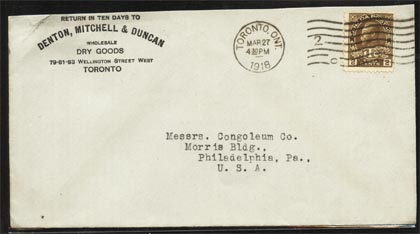 RETURN IN TEN DAYS TO
DENTON, MITCHELL & DUNCAN
WHOLESALE
DRY GOODS
79-81-83 WELLINGTON STREET WEST
TORONTO
TORONTO, ONT
MAR 27
PM
1918
2
Messrs. Congoleum Co.
Morris Bldg.,
Philadelphia, Pa.,
U. S. A.